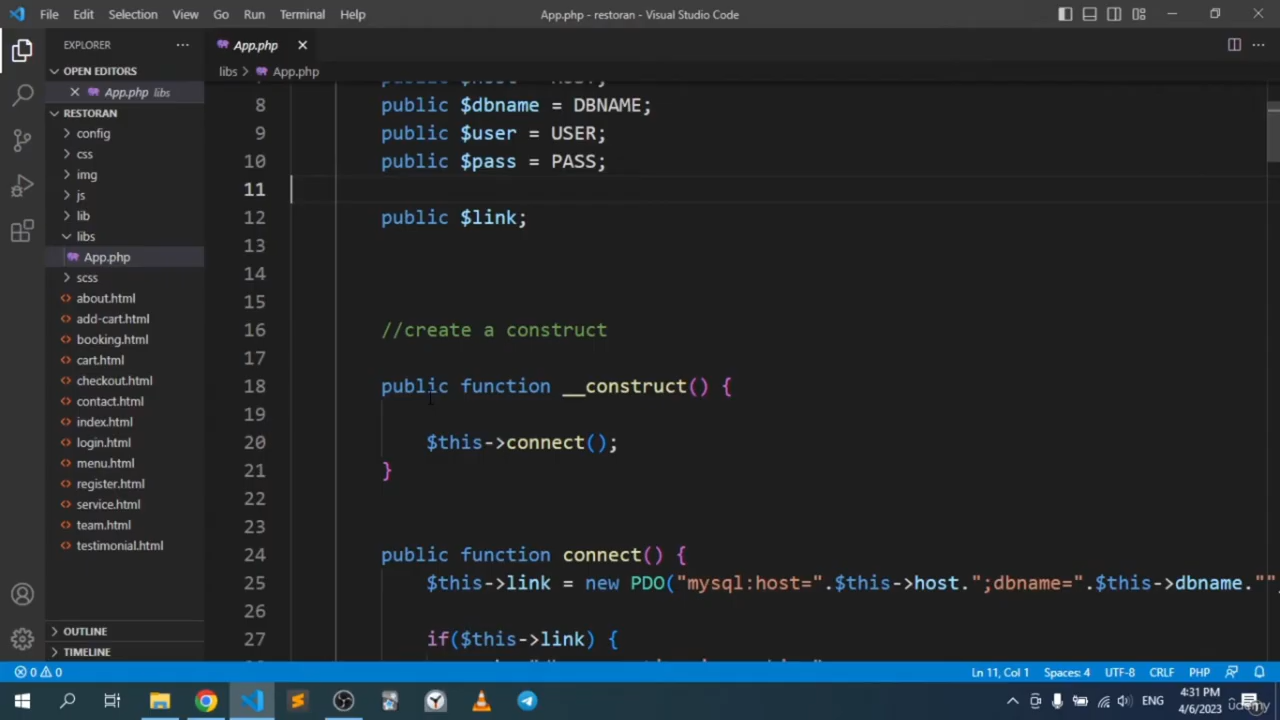 File Edit Selection View Go Run Terminal Help App.php - restoran - Visual Studio Code
EXPLORER
App.php
OPEN EDITORS
App.php libs
libs > App.php
RESTORAN
config
css
img
js
lib
libs
App.php
scss
about.html
add-cart.html
booking.html
cart.html
checkout.html
contact.html
index.html
login.html
menu.html
register.html
service.html
team.html
testimonial.html
OUTLINE
TIMELINE
8 public $dbname = DBNAME;
9 public $user = USER;
10 public $pass = PASS;
11
12 public $link;
13
14
15
16 //create a construct
17
18 public function __construct() {
19
20 $this->connect();
21 }
22
23
24 public function connect() {
25 $this->link = new PDO("mysql:host=".$this->host.";dbname=".$this->dbname.""
26
27 if($this->link) {
0 0 Ln 11, Col 1 Spaces: 4 UTF-8 CRLF PHP
ENG 4:31 PM
4/6/2023
udemy